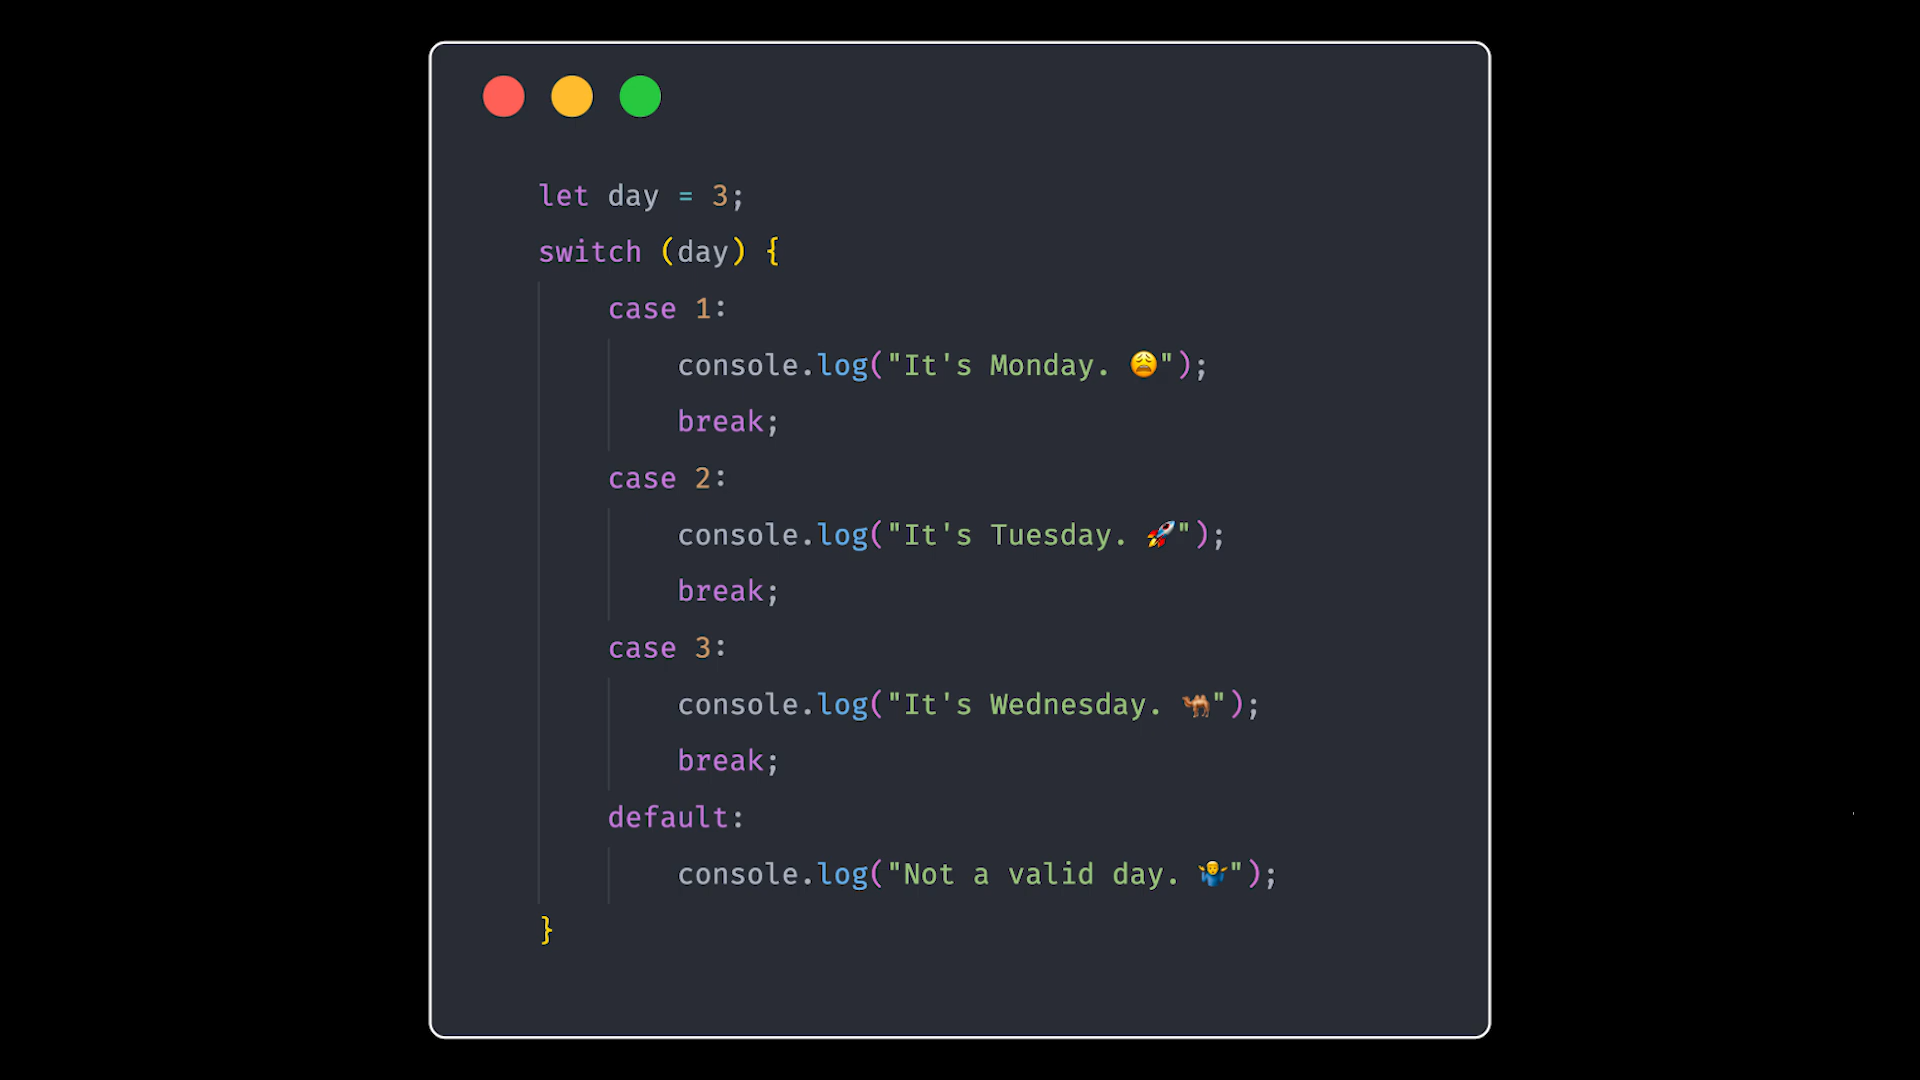 let day = 3;
switch (day) {
    case 1:
        console.log("It's Monday. 😩");
        break;
    case 2:
        console.log("It's Tuesday. 🚀");
        break;
    case 3:
        console.log("It's Wednesday. 🐫");
        break;
    default:
        console.log("Not a valid day. 🤷‍♂️");
}